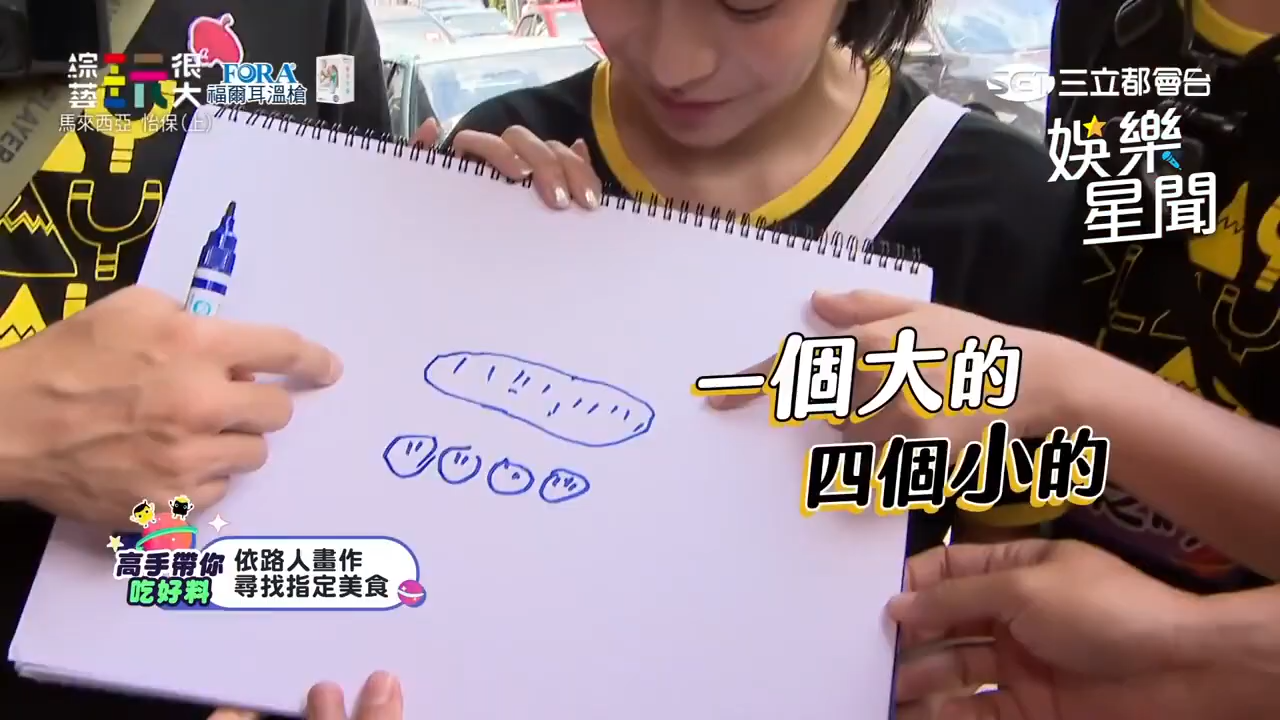 綜藝玩很大
FORA
福爾耳溫槍
馬來西亞 怡保(上)
SET 三立都會台
娛樂
星聞
一個大的
四個小的
高手帶你
吃好料
依路人畫作
尋找指定美食